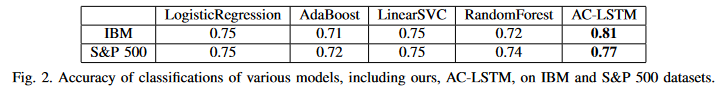 LogisticRegression AdaBoost LinearSVC RandomForest AC-LSTM
IBM 0.75 0.71 0.75 0.72 0.81
S&P 500 0.75 0.72 0.75 0.74 0.77
Fig. 2. Accuracy of classifications of various models, including ours, AC-LSTM, on IBM and S&P 500 datasets.